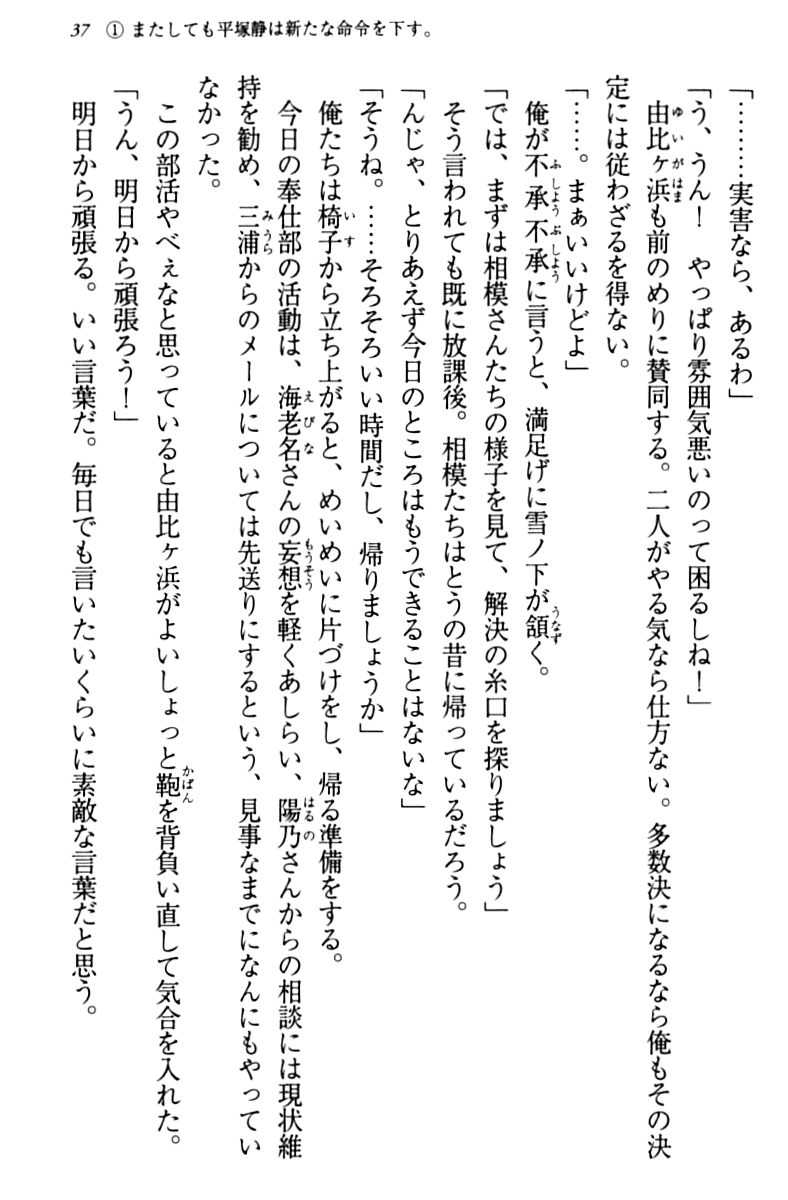 37 ① またしても平塚静は新たな命令を下す。
「………実害なら、あるわ」
「う、うん！　やっぱり雰囲気悪いのって困るしね！」
　由比ヶ浜も前のめりに賛同する。二人がやる気なら仕方ない。多数決になるなら俺もその決
定には従わざるを得ない。
「……。まぁいいけどよ」
　俺が不承不承に言うと、満足げに雪ノ下が頷く。
「では、まずは相模さんたちの様子を見て、解決の糸口を探りましょう」
　そう言われても既に放課後。相模たちはとうの昔に帰っているだろう。
「んじゃ、とりあえず今日のところはもうできることはないな」
「そうね。……そろそろいい時間だし、帰りましょうか」
　俺たちは椅子から立ち上がると、めいめいに片づけをし、帰る準備をする。
　今日の奉仕部の活動は、海老名さんの妄想を軽くあしらい、陽乃さんからの相談には現状維
持を勧め、三浦からのメールについては先送りにするという、見事なまでになんにもやってい
なかった。
　この部活やべぇなと思っていると由比ヶ浜がよいしょっと鞄を背負い直して気合を入れた。
「うん、明日から頑張ろう！」
　明日から頑張る。いい言葉だ。毎日でも言いたいくらいに素敵な言葉だと思う。